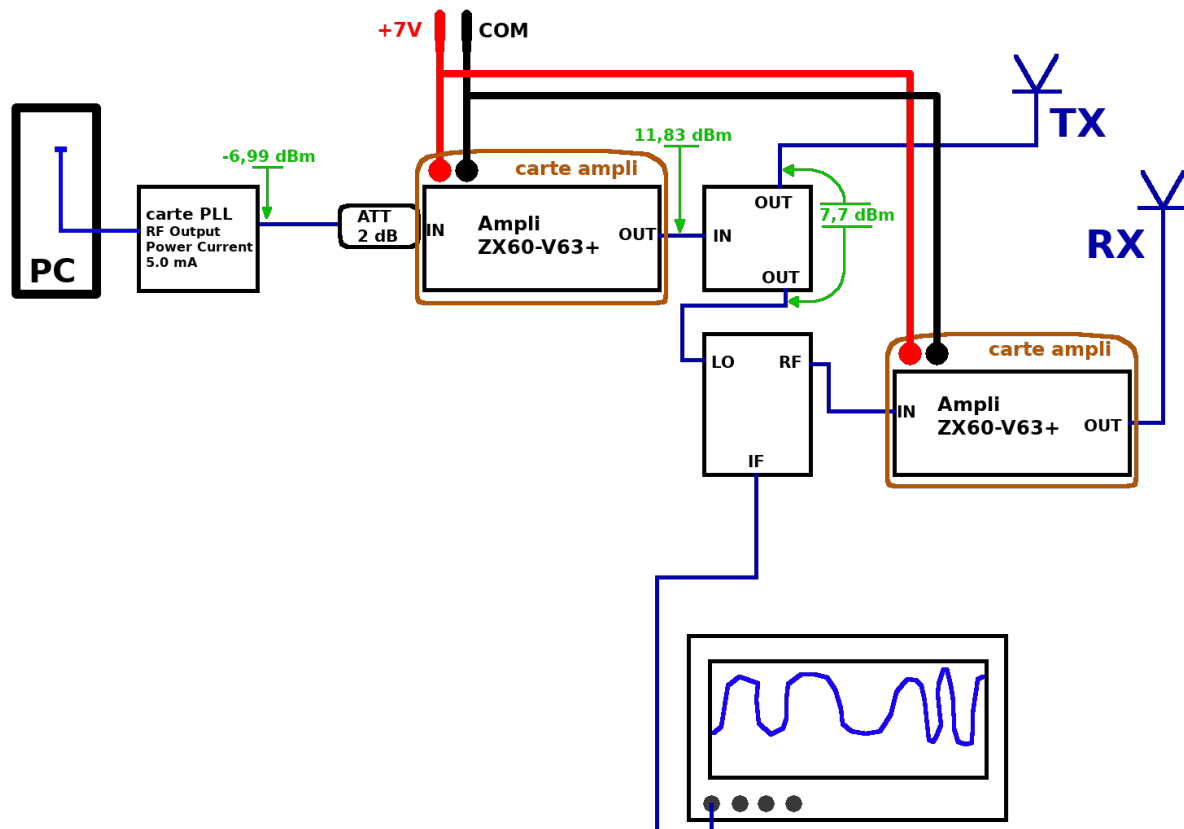 +7V
COM
TX
11,83 dBm
-6,99 dBm
carte ampli
carte PLL
RF Output
Power Current
5.0 mA
ATT
2 dB
IN
Ampli
ZX60-V63+
OUT
IN
OUT
OUT
7,7 dBm
RX
PC
LO
RF
IF
carte ampli
IN
Ampli
ZX60-V63+
OUT